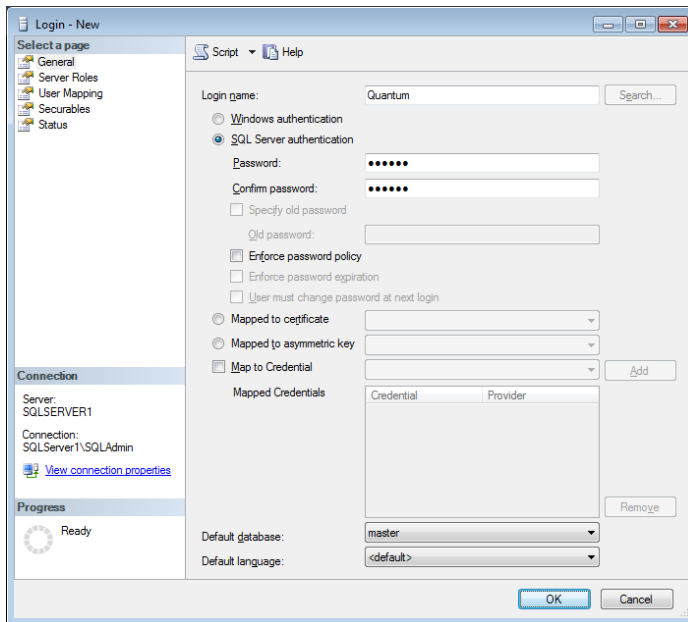 Login - New
Select a page
General
Server Roles
User Mapping
Securables
Status
Script
Help
Login name:
Quantum
Search...
Windows authentication
SQL Server authentication
Password:
●●●●●●
Confirm password:
●●●●●●
Specify old password
Old password:
Enforce password policy
Enforce password expiration
User must change password at next login
Mapped to certificate
Mapped to asymmetric key
Map to Credential
Add
Mapped Credentials
Credential Provider
Remove
Default database:
master
Default language:
<default>
Connection
Server:
SQLSERVER1
Connection:
SQLServer1\SQLAdmin
View connection properties
Progress
Ready
OK
Cancel